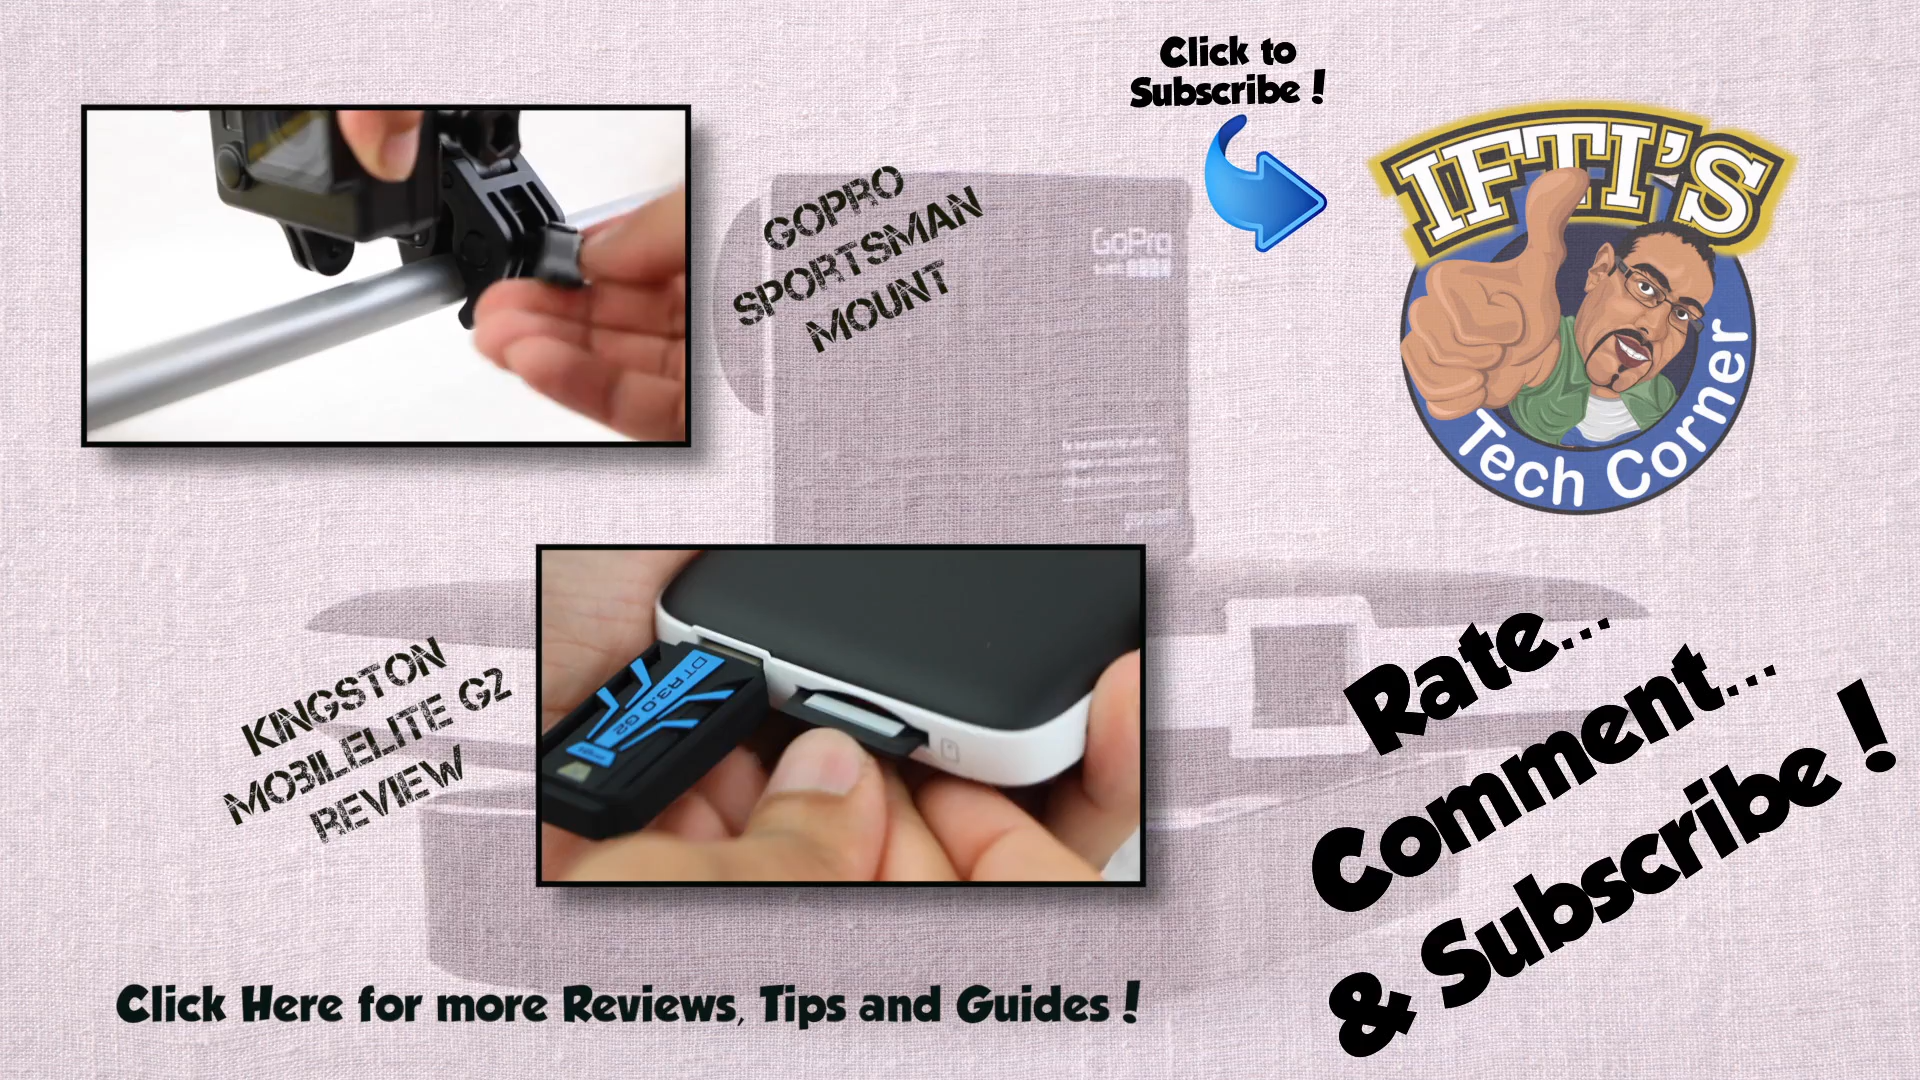 Click to
Subscribe !
IFTI'S
Tech Corner
GOPRO
SPORTSMAN
MOUNT
GoPro
KINGSTON
MOBILELITE G2
REVIEW
DTR3.0 G2
Rate...
Comment...
& Subscribe !
Click Here for more Reviews, Tips and Guides !